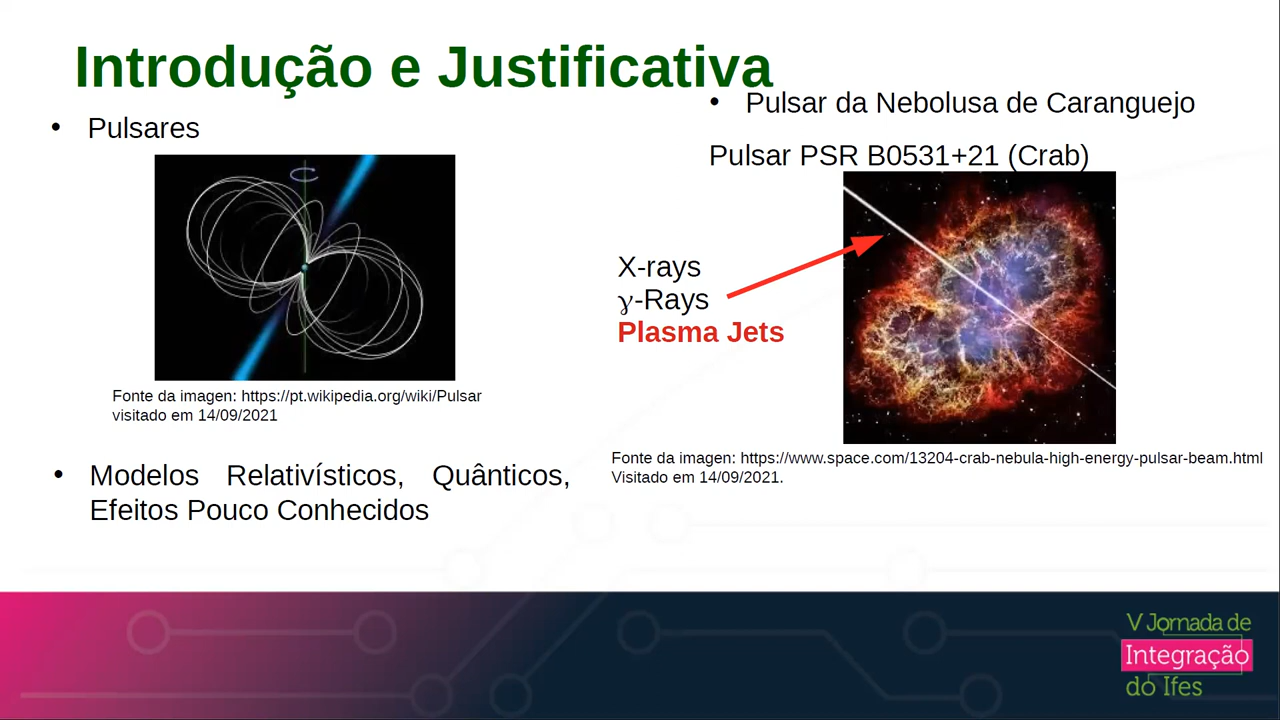 Introdução e Justificativa
• Pulsares
Fonte da imagen: https://pt.wikipedia.org/wiki/Pulsar
visitado em 14/09/2021
• Modelos Relativísticos, Quânticos,
Efeitos Pouco Conhecidos
• Pulsar da Nebolusa de Caranguejo
Pulsar PSR B0531+21 (Crab)
X-rays
γ-Rays
Plasma Jets
Fonte da imagen: https://www.space.com/13204-crab-nebula-high-energy-pulsar-beam.html
Visitado em 14/09/2021.
V Jornada de
Integração
do Ifes